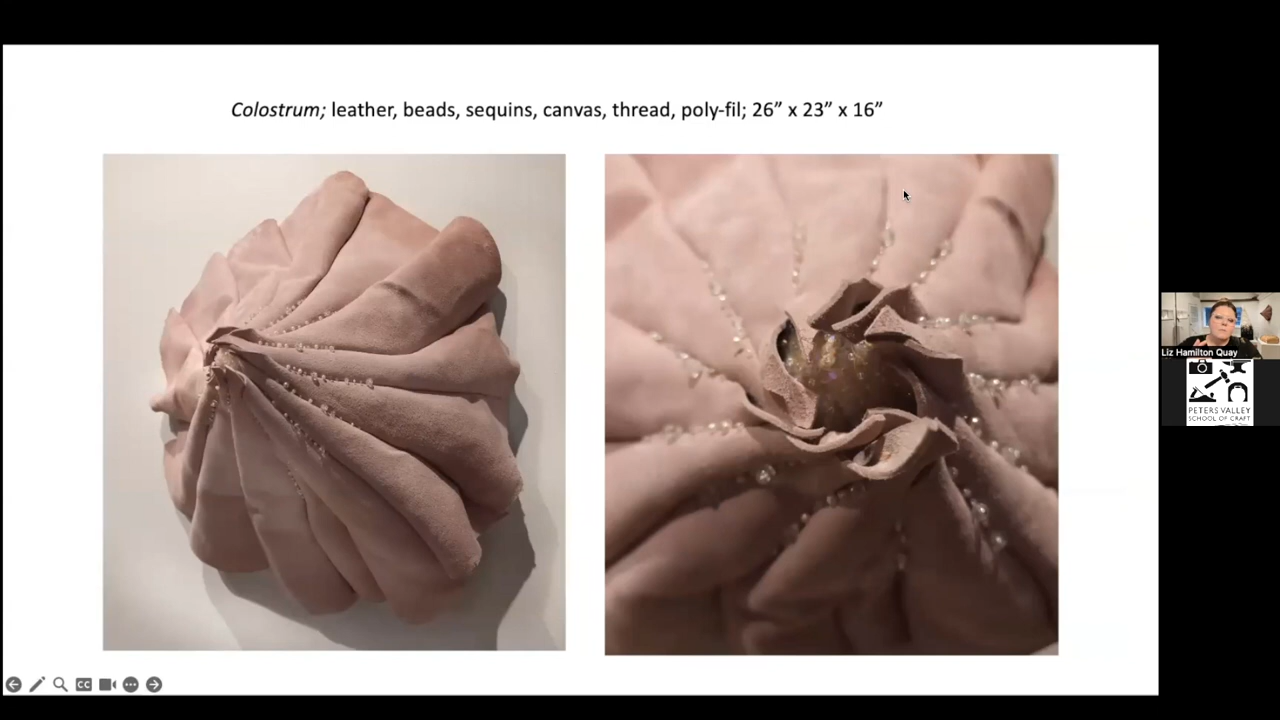 Colostrum; leather, beads, sequins, canvas, thread, poly-fil; 26” x 23” x 16”
Liz Hamilton Quay
PETERS VALLEY
SCHOOL OF CRAFT
CC